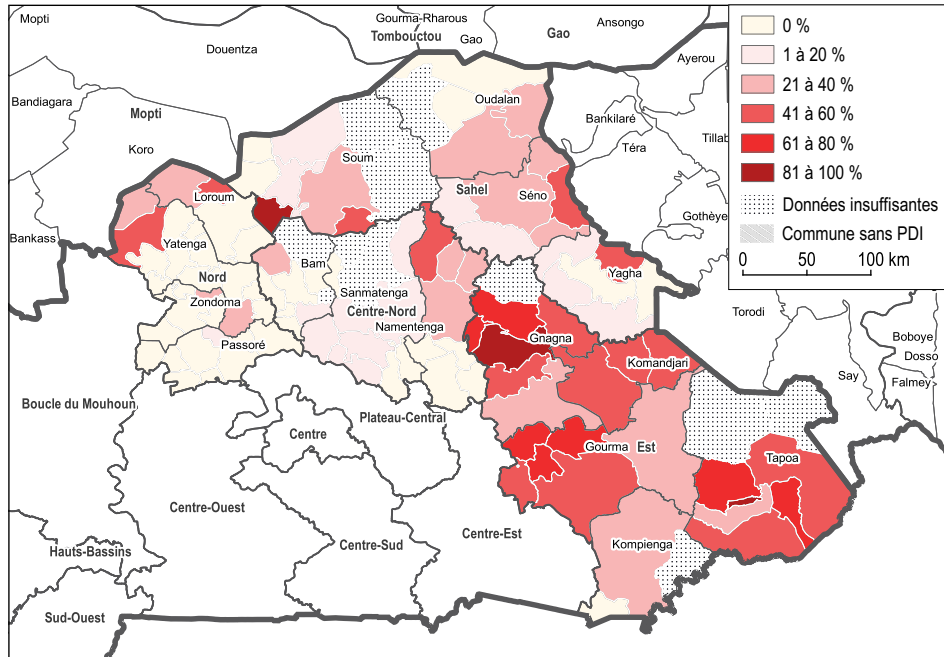 Mopti
Gourma-Rharous
Tombouctou
Gao
Gao
Ansongo
Douentza
Ayerou
Bandiagara
Mopti
Oudalan
Bankilaré
Tillab
Koro
Soum
Téra
Sahel
Séno
Loroum
Gothèye
Bankass
Yatenga
Bam
Yagha
Nord
Sanmatenga
Zondoma
Centre-Nord
Namentenga
Torodi
Passoré
Gnagna
Boboye
Komandjari
Dosso
Say
Falmey
Boucle du Mouhoun
Plateau-Central
Centre
Gourma
Est
Tapoa
Centre-Ouest
Centre-Est
Centre-Sud
Kompienga
Hauts-Bassins
Sud-Ouest
0 %
1 à 20 %
21 à 40 %
41 à 60 %
61 à 80 %
81 à 100 %
Données insuffisantes
Commune sans PDI
0 50 100 km